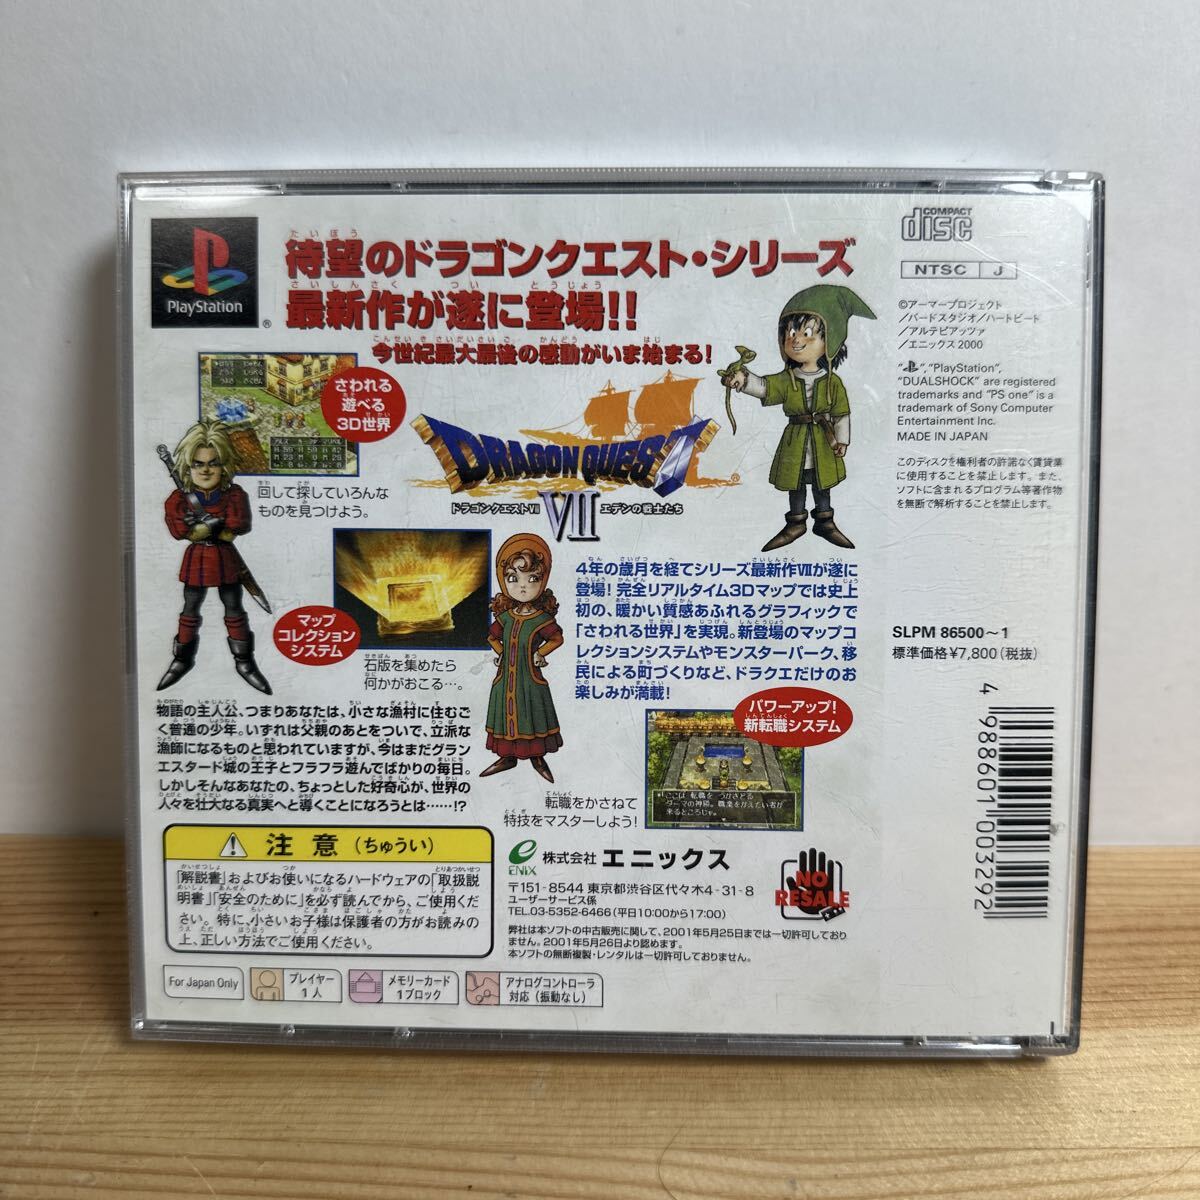 PlayStation
®
待望のドラゴンクエスト・シリーズ
最新作が遂に登場!!
今世紀最大最後の感動がいま始まる!
COMPACT
disc
NTSC J
©アーマープロジェクト
/バードスタジオ/ハートビート
/アルテピアッツァ
/エニックス2000
"PlayStation",
"DUALSHOCK" are registered
trademarks and "PS one" is a
trademark of Sony Computer
Entertainment Inc.
MADE IN JAPAN
このディスクを権利者の許諾なく賃貸業
に使用することを禁止します。また、
ソフトに含まれるプログラム等著作物
を無断で解析することを禁止します。
SLPM 86500~1
標準価格¥7,800(税抜)
4 988601 003292
さわれる
遊べる
3D世界
回して探していろんな
ものを見つけよう。
DRAGON QUEST
VII
ドラゴンクエストVII エデンの戦士たち
®
マップ
コレクション
システム
石版を集めたら
何かがおこる…。
4年の歳月を経てシリーズ最新作VIIが遂に
登場!完全リアルタイム3Dマップでは史上
初の、暖かい質感あふれるグラフィックで
「さわれる世界」を実現。新登場のマップコ
レクションシステムやモンスターパーク、移
民による町づくりなど、ドラクエだけのお
楽しみが満載!
物語の主人公、つまりあなたは、小さな漁村に住むご
く普通の少年。いずれは父親のあとをついで、立派な
漁師になるものと思われていますが、今はまだグラン
エスタード城の王子とフラフラ遊んでばかりの毎日。
しかしそんなあなたの、ちょっとした好奇心が、世界の
人々を壮大なる真実へと導くことになろうとは……!?
パワーアップ!
新転職システム
ここは 転職を つかさどる
ダーマの神殿。職業をかえたい者が
来るところじゃ。
転職をかさねて
特技をマスターしよう!
注意(ちゅうい)
「解説書」およびお使いになるハードウェアの「取扱説
明書」「安全のために」を必ず読んでから、ご使用くだ
さい。特に、小さいお子様は保護者の方がお読みの
上、正しい方法でご使用ください。
ENIX
株式会社 エニックス
〒151-8544 東京都渋谷区代々木4-31-8
ユーザーサービス係
TEL.03-5352-6466(平日10:00から17:00)
弊社は本ソフトの中古販売に関して、2001年5月25日までは一切許可しており
ません。2001年5月26日より認めます。
本ソフトの無断複製・レンタルは一切許可しておりません。
NO
RESALE
For Japan Only
プレイヤー
1人
メモリーカード
1ブロック
アナログコントローラ
対応(振動なし)